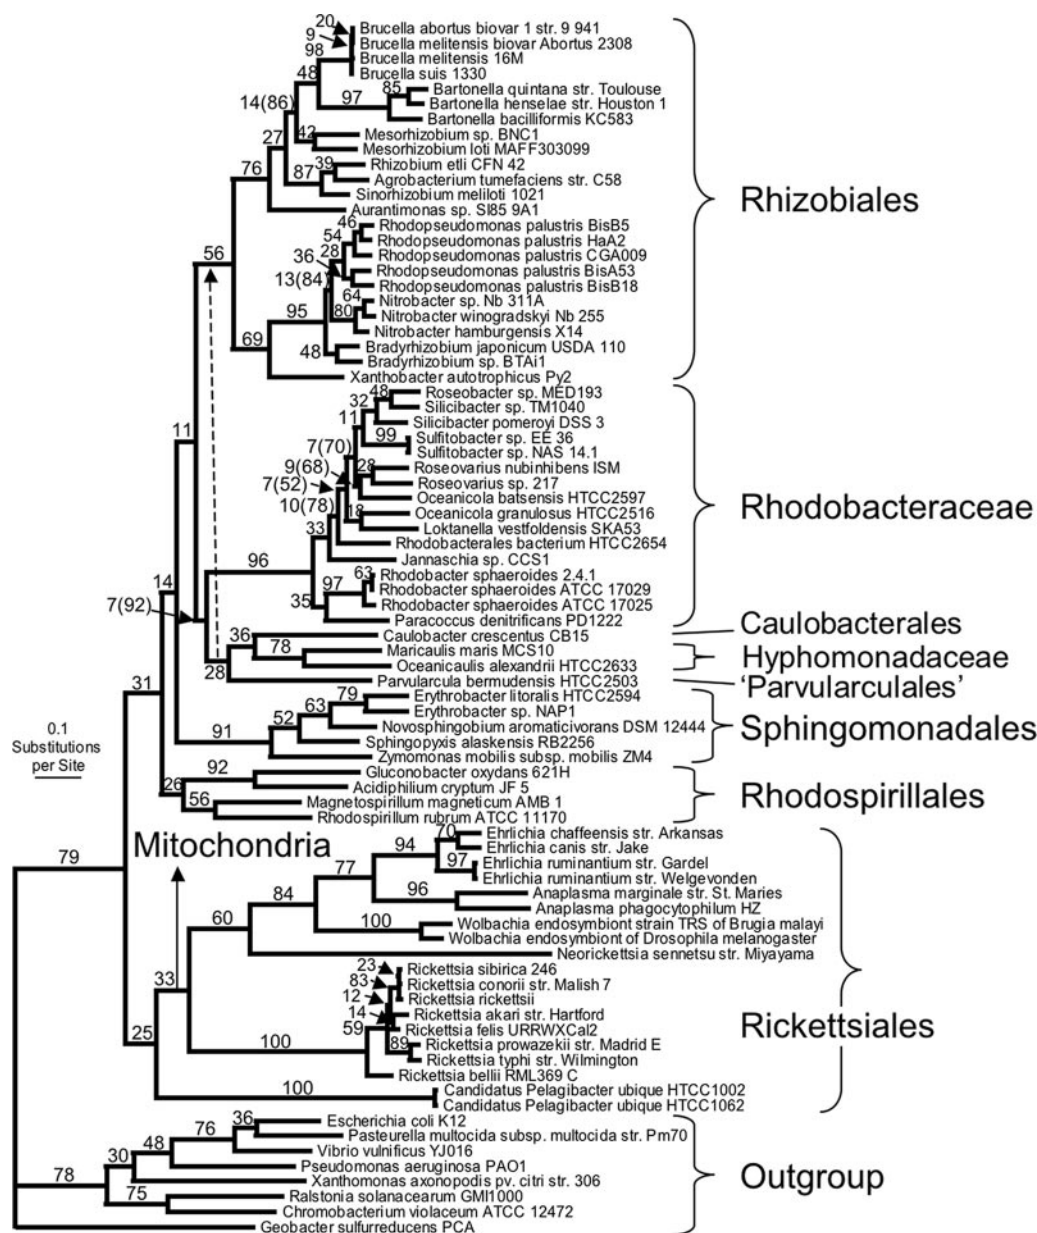 20
Brucella abortus biovar 1 str. 9 941
9
Brucella melitensis biovar Abortus 2308
98
Brucella melitensis 16M
48
Brucella suis 1330
85
Bartonella quintana str. Toulouse
14(86)
97
Bartonella henselae str. Houston 1
Bartonella bacilliformis KC583
42
Mesorhizobium sp. BNC1
27
Mesorhizobium loti MAFF303099
39
Rhizobium etli CFN 42
76
87
Agrobacterium tumefaciens str. C58
Sinorhizobium meliloti 1021
Rhizobiales
Aurantimonas sp. SI85 9A1
46
Rhodopseudomonas palustris BisB5
54
Rhodopseudomonas palustris HaA2
56
36
28
Rhodopseudomonas palustris CGA009
13(84)
Rhodopseudomonas palustris BisA53
Rhodopseudomonas palustris BisB18
64
Nitrobacter sp. Nb 311A
95
80
Nitrobacter winogradskyi Nb 255
Nitrobacter hamburgensis X14
69
48
Bradyrhizobium japonicum USDA 110
Bradyrhizobium sp. BTAi1
Xanthobacter autotrophicus Py2
48
Roseobacter sp. MED193
32
Silicibacter sp. TM1040
11
Silicibacter pomeroyi DSS 3
11
7(70)
99
Sulfitobacter sp. EE 36
Sulfitobacter sp. NAS 14.1
9(68)
28
Roseovarius nubinhibens ISM
7(52)
Roseovarius sp. 217
Oceanicola batsensis HTCC2597
10(78)
18
Oceanicola granulosus HTCC2516
Rhodobacteraceae
33
Loktanella vestfoldensis SKA53
Rhodobacterales bacterium HTCC2654
96
Jannaschia sp. CCS1
63
Rhodobacter sphaeroides 2.4.1
14
97
Rhodobacter sphaeroides ATCC 17029
7(92)
35
Rhodobacter sphaeroides ATCC 17025
Paracoccus denitrificans PD1222
36
Caulobacter crescentus CB15
Caulobacterales
78
Maricaulis maris MCS10
28
Oceanicaulis alexandrii HTCC2633
Hyphomonadaceae
31
Parvularcula bermudensis HTCC2503
'Parvularculales'
79
Erythrobacter litoralis HTCC2594
63
Erythrobacter sp. NAP1
0.1
Substitutions
per Site
91
52
Novosphingobium aromaticivorans DSM 12444
Sphingomonadales
Sphingopyxis alaskensis RB2256
Zymomonas mobilis subsp. mobilis ZM4
26
92
Gluconobacter oxydans 621H
Acidiphilium cryptum JF 5
56
Magnetospirillum magneticum AMB 1
Rhodospirillales
Rhodospirillum rubrum ATCC 11170
79
Mitochondria
70
Ehrlichia chaffeensis str. Arkansas
94
Ehrlichia canis str. Jake
77
97
Ehrlichia ruminantium str. Gardel
Ehrlichia ruminantium str. Welgevonden
84
96
Anaplasma marginale str. St. Maries
Anaplasma phagocytophilum HZ
60
100
Wolbachia endosymbiont strain TRS of Brugia malayi
Wolbachia endosymbiont of Drosophila melanogaster
Neorickettsia sennetsu str. Miyayama
33
23
Rickettsia sibirica 246
83
Rickettsia conorii str. Malish 7
12
Rickettsia rickettsii
14
Rickettsia akari str. Hartford
Rickettsiales
25
59
Rickettsia felis URRWXCal2
100
89
Rickettsia prowazekii str. Madrid E
Rickettsia typhi str. Wilmington
Rickettsia bellii RML369 C
100
Candidatus Pelagibacter ubique HTCC1002
Candidatus Pelagibacter ubique HTCC1062
36
Escherichia coli K12
76
Pasteurella multocida subsp. multocida str. Pm70
48
Vibrio vulnificus YJ016
30
Pseudomonas aeruginosa PAO1
78
Xanthomonas axonopodis pv. citri str. 306
Outgroup
75
Ralstonia solanacearum GMI1000
Chromobacterium violaceum ATCC 12472
Geobacter sulfurreducens PCA